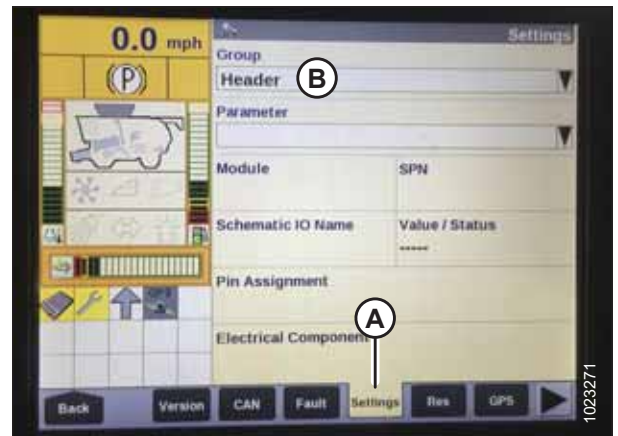 0.0 mph
Settings
(P)
Group
Header
B
Parameter
Module SPN
Schematic IO Name Value / Status
-----
Pin Assignment
A
Electrical Component
Back Version CAN Fault Settings Res GPS
1023271